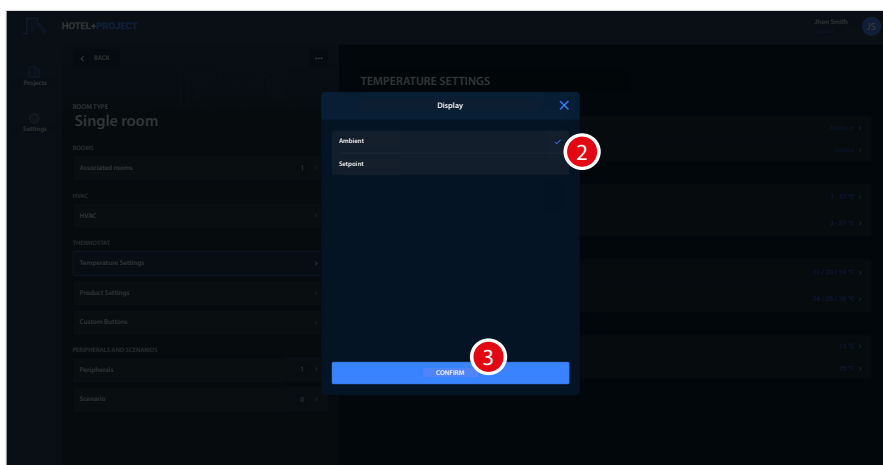 HOTEL+PROJECT
Jhon Smith
JS
BACK
Projects
Settings
ROOM TYPE
Single room
ROOMS
Associated rooms 1
HVAC
HVAC
THERMOSTAT
Temperature Settings
Product Settings
Custom Buttons
PERIPHERALS AND SCENARIOS
Peripherals 1
Scenario 0
TEMPERATURE SETTINGS
Display
Ambient
2
Setpoint
3
CONFIRM